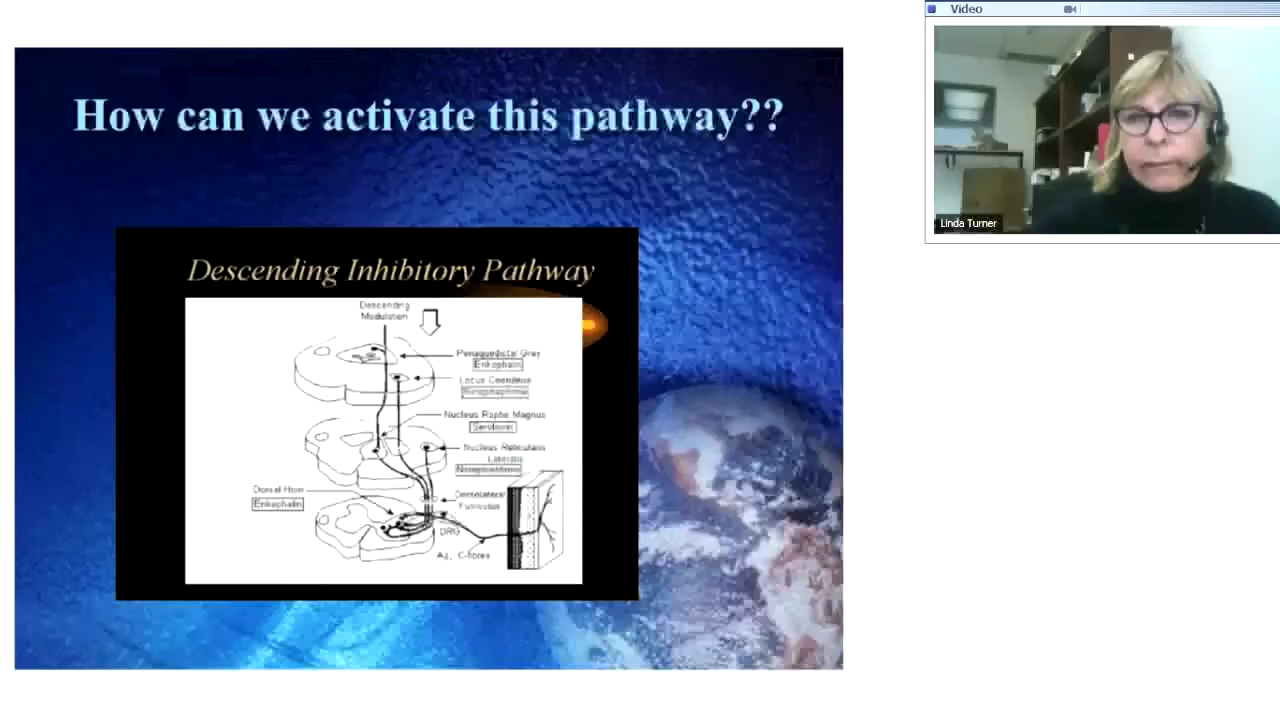 Video
Linda Turner
How can we activate this pathway??
Descending Inhibitory Pathway
Descending
Modulation
Periaquedictal Gray
Enkephalin
Locus Coeruleus
Norepinephrine
Nucleus Raphe Magnus
Serotonin
Nucleus Reticularis
Lateralis
Norepinephrine
Dorsal Horn
Enkephalin
Dorsolateral
Funiculus
DRG
C-fibres